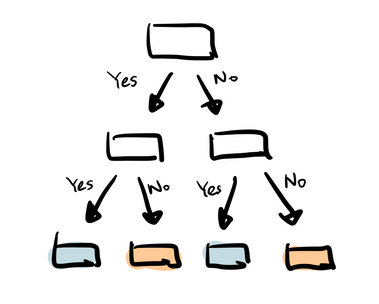 Yes No
Yes No Yes No